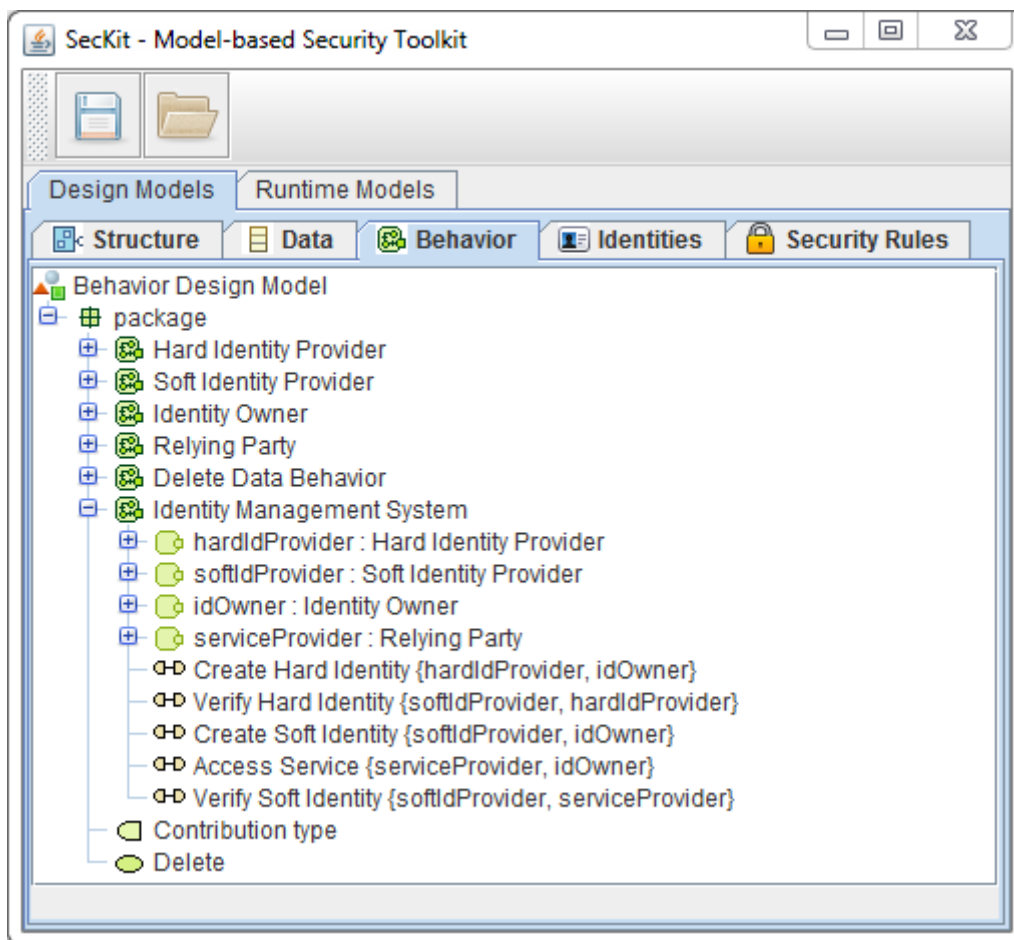 SecKit - Model-based Security Toolkit
Design Models Runtime Models
Structure Data Behavior Identities Security Rules
Behavior Design Model
package
Hard Identity Provider
Soft Identity Provider
Identity Owner
Relying Party
Delete Data Behavior
Identity Management System
hardIdProvider : Hard Identity Provider
softIdProvider : Soft Identity Provider
idOwner : Identity Owner
serviceProvider : Relying Party
Create Hard Identity {hardIdProvider, idOwner}
Verify Hard Identity {softIdProvider, hardIdProvider}
Create Soft Identity {softIdProvider, idOwner}
Access Service {serviceProvider, idOwner}
Verify Soft Identity {softIdProvider, serviceProvider}
Contribution type
Delete